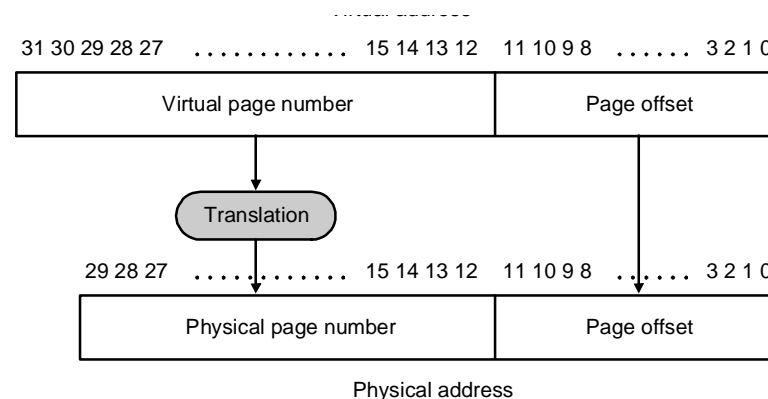 31 30 29 28 27 ............ 15 14 13 12 11 10 9 8 ...... 3 2 1 0
Virtual page number Page offset
Translation
29 28 27 ............ 15 14 13 12 11 10 9 8 ...... 3 2 1 0
Physical page number Page offset
Physical address